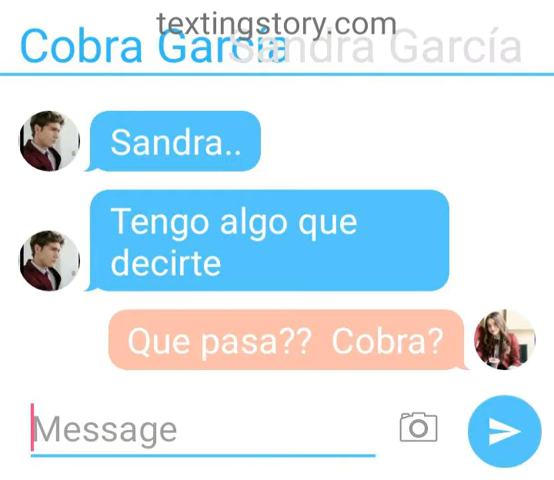 textingstory.com
Cobra García Sandra García
Sandra..
Tengo algo que
decirte
Que pasa?? Cobra?
Message